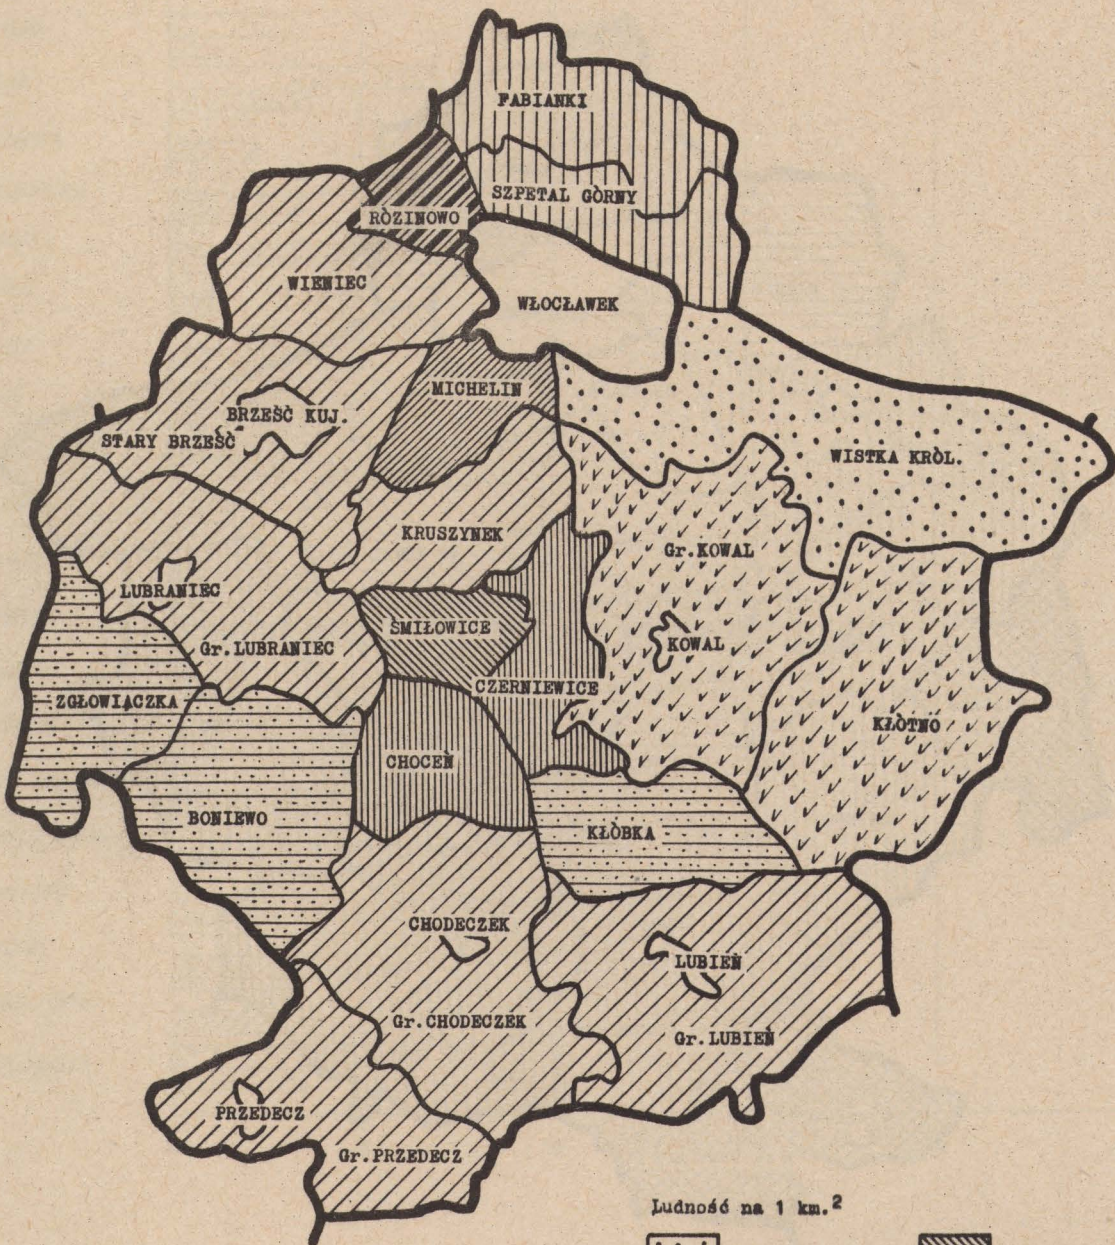 FABIANKI
SZPETAL GÒRNY
RÒZINOWO
WIENIEC
WŁOCŁAWEK
MICHELIN
BRZEŚĆ KUJ.
STARY BRZEŚĆ
WISTKA KRÒL.
KRUSZYNEK
Gr.KOWAL
LUBRANIEC
ŚMIŁOWICE
Gr.LUBRANIEC
KOWAL
CZERNIEWICE
ZGŁOWIĄCZKA
KŁÒTNO
CHOCEŃ
BONIEWO
KŁÒBKA
CHODECZEK
LUBIEŃ
Gr.CHODECZEK
Gr.LUBIEŃ
PRZEDECZ
Gr.PRZEDECZ
Ludność na 1 km.²